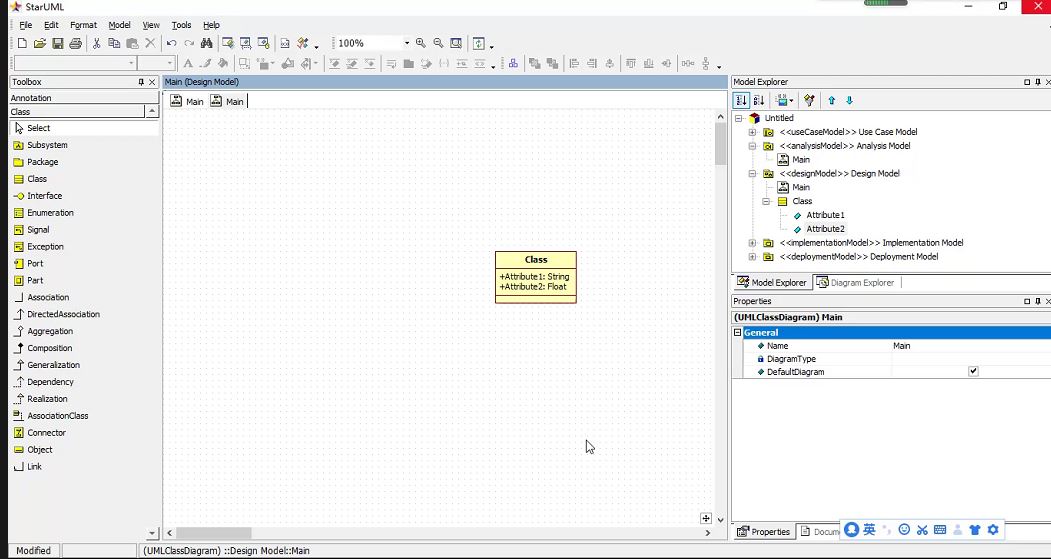 StarUML
File Edit Format Model View Tools Help
100%
Toolbox
Annotation
Class
Select
Subsystem
Package
Class
Interface
Enumeration
Signal
Exception
Port
Part
Association
DirectedAssociation
Aggregation
Composition
Generalization
Dependency
Realization
AssociationClass
Connector
Object
Link
Main (Design Model)
Main Main
Class
+Attribute1: String
+Attribute2: Float
Model Explorer
Untitled
<<useCaseModel>> Use Case Model
<<analysisModel>> Analysis Model
Main
<<designModel>> Design Model
Main
Class
Attribute1
Attribute2
<<implementationModel>> Implementation Model
<<deploymentModel>> Deployment Model
Model Explorer Diagram Explorer
Properties
(UMLClassDiagram) Main
General
Name Main
DiagramType
DefaultDiagram
Properties Docum
英
Modified (UMLClassDiagram) ::Design Model::Main